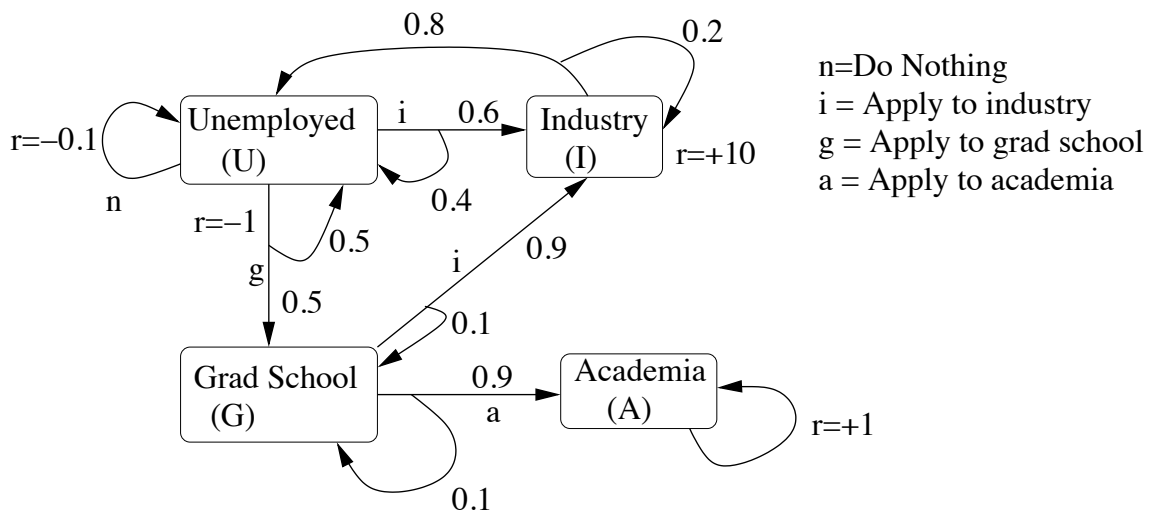 0.8
0.2
n=Do Nothing
i = Apply to industry
g = Apply to grad school
a = Apply to academia
Unemployed
(U)
i
0.6
Industry
(I)
r=−0.1
n
0.4
r=+10
r=−1
0.5
g
0.5
i
0.9
0.1
Grad School
(G)
0.9
a
Academia
(A)
r=+1
0.1